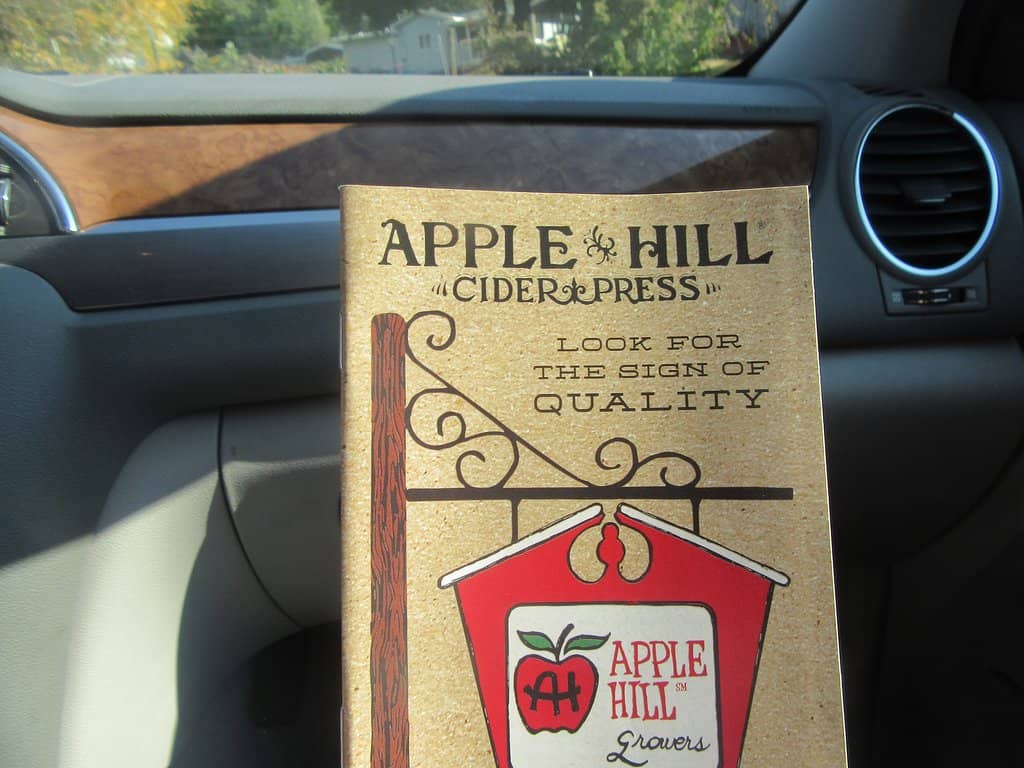 APPLE HILL
CIDER PRESS
LOOK FOR
THE SIGN OF
QUALITY
AH
APPLE
HILL SM
Growers